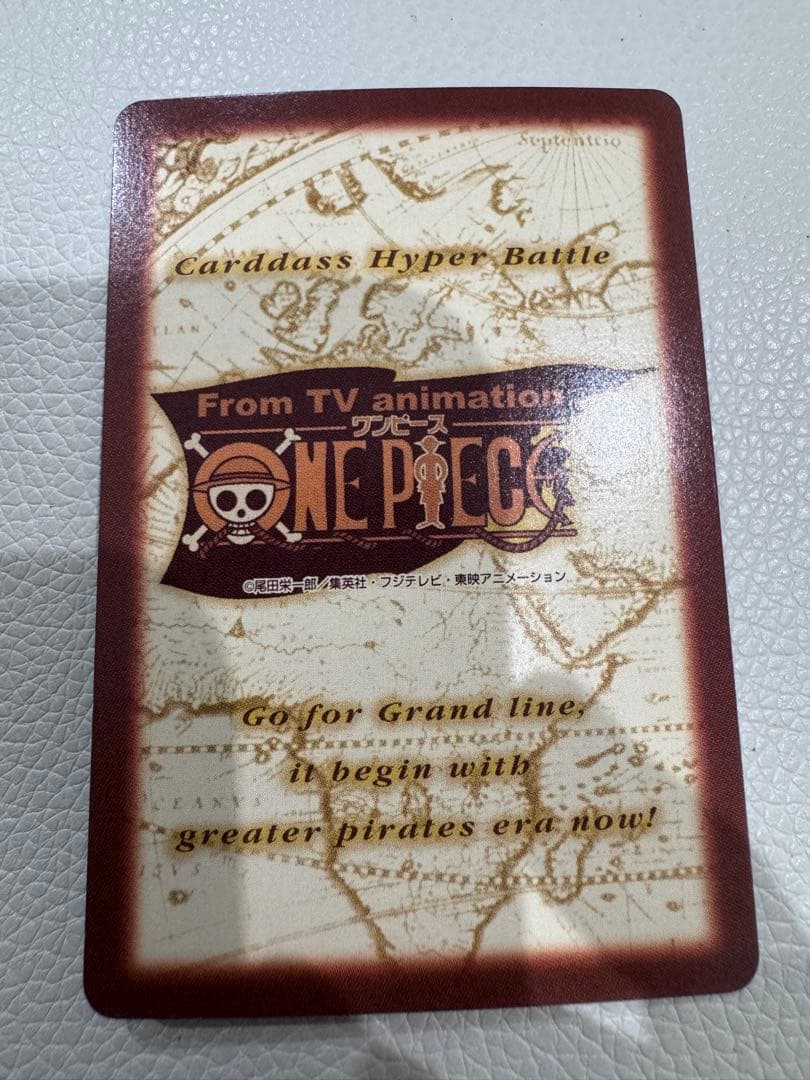 Septentrio
Carddass Hyper Battle
TLAN
From TV animation
ワンピース
ONE PIECE
©尾田栄一郎／集英社・フジテレビ・東映アニメーション
Go for Grand line,
it begin with
CEANVS
greater pirates era now!